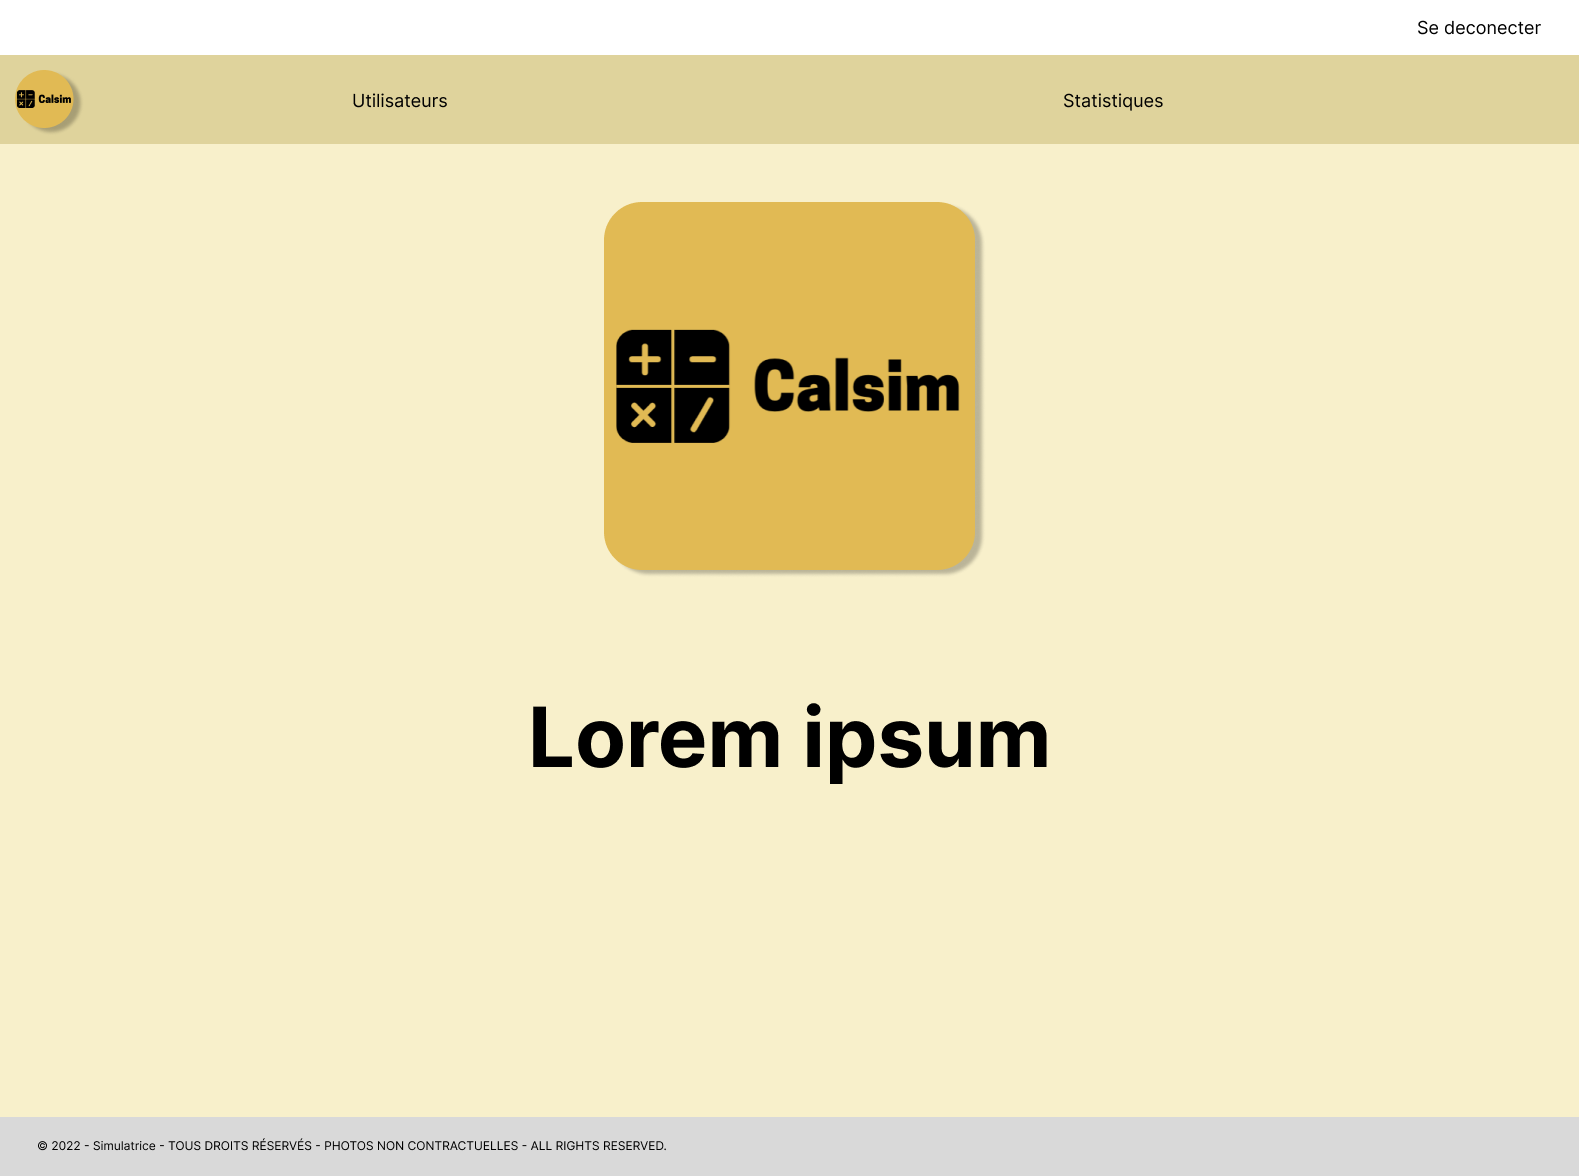 Se deconecter
Calsim
Utilisateurs
Statistiques
Calsim
Lorem ipsum
© 2022 - Simulatrice - TOUS DROITS RÉSERVÉS - PHOTOS NON CONTRACTUELLES - ALL RIGHTS RESERVED.